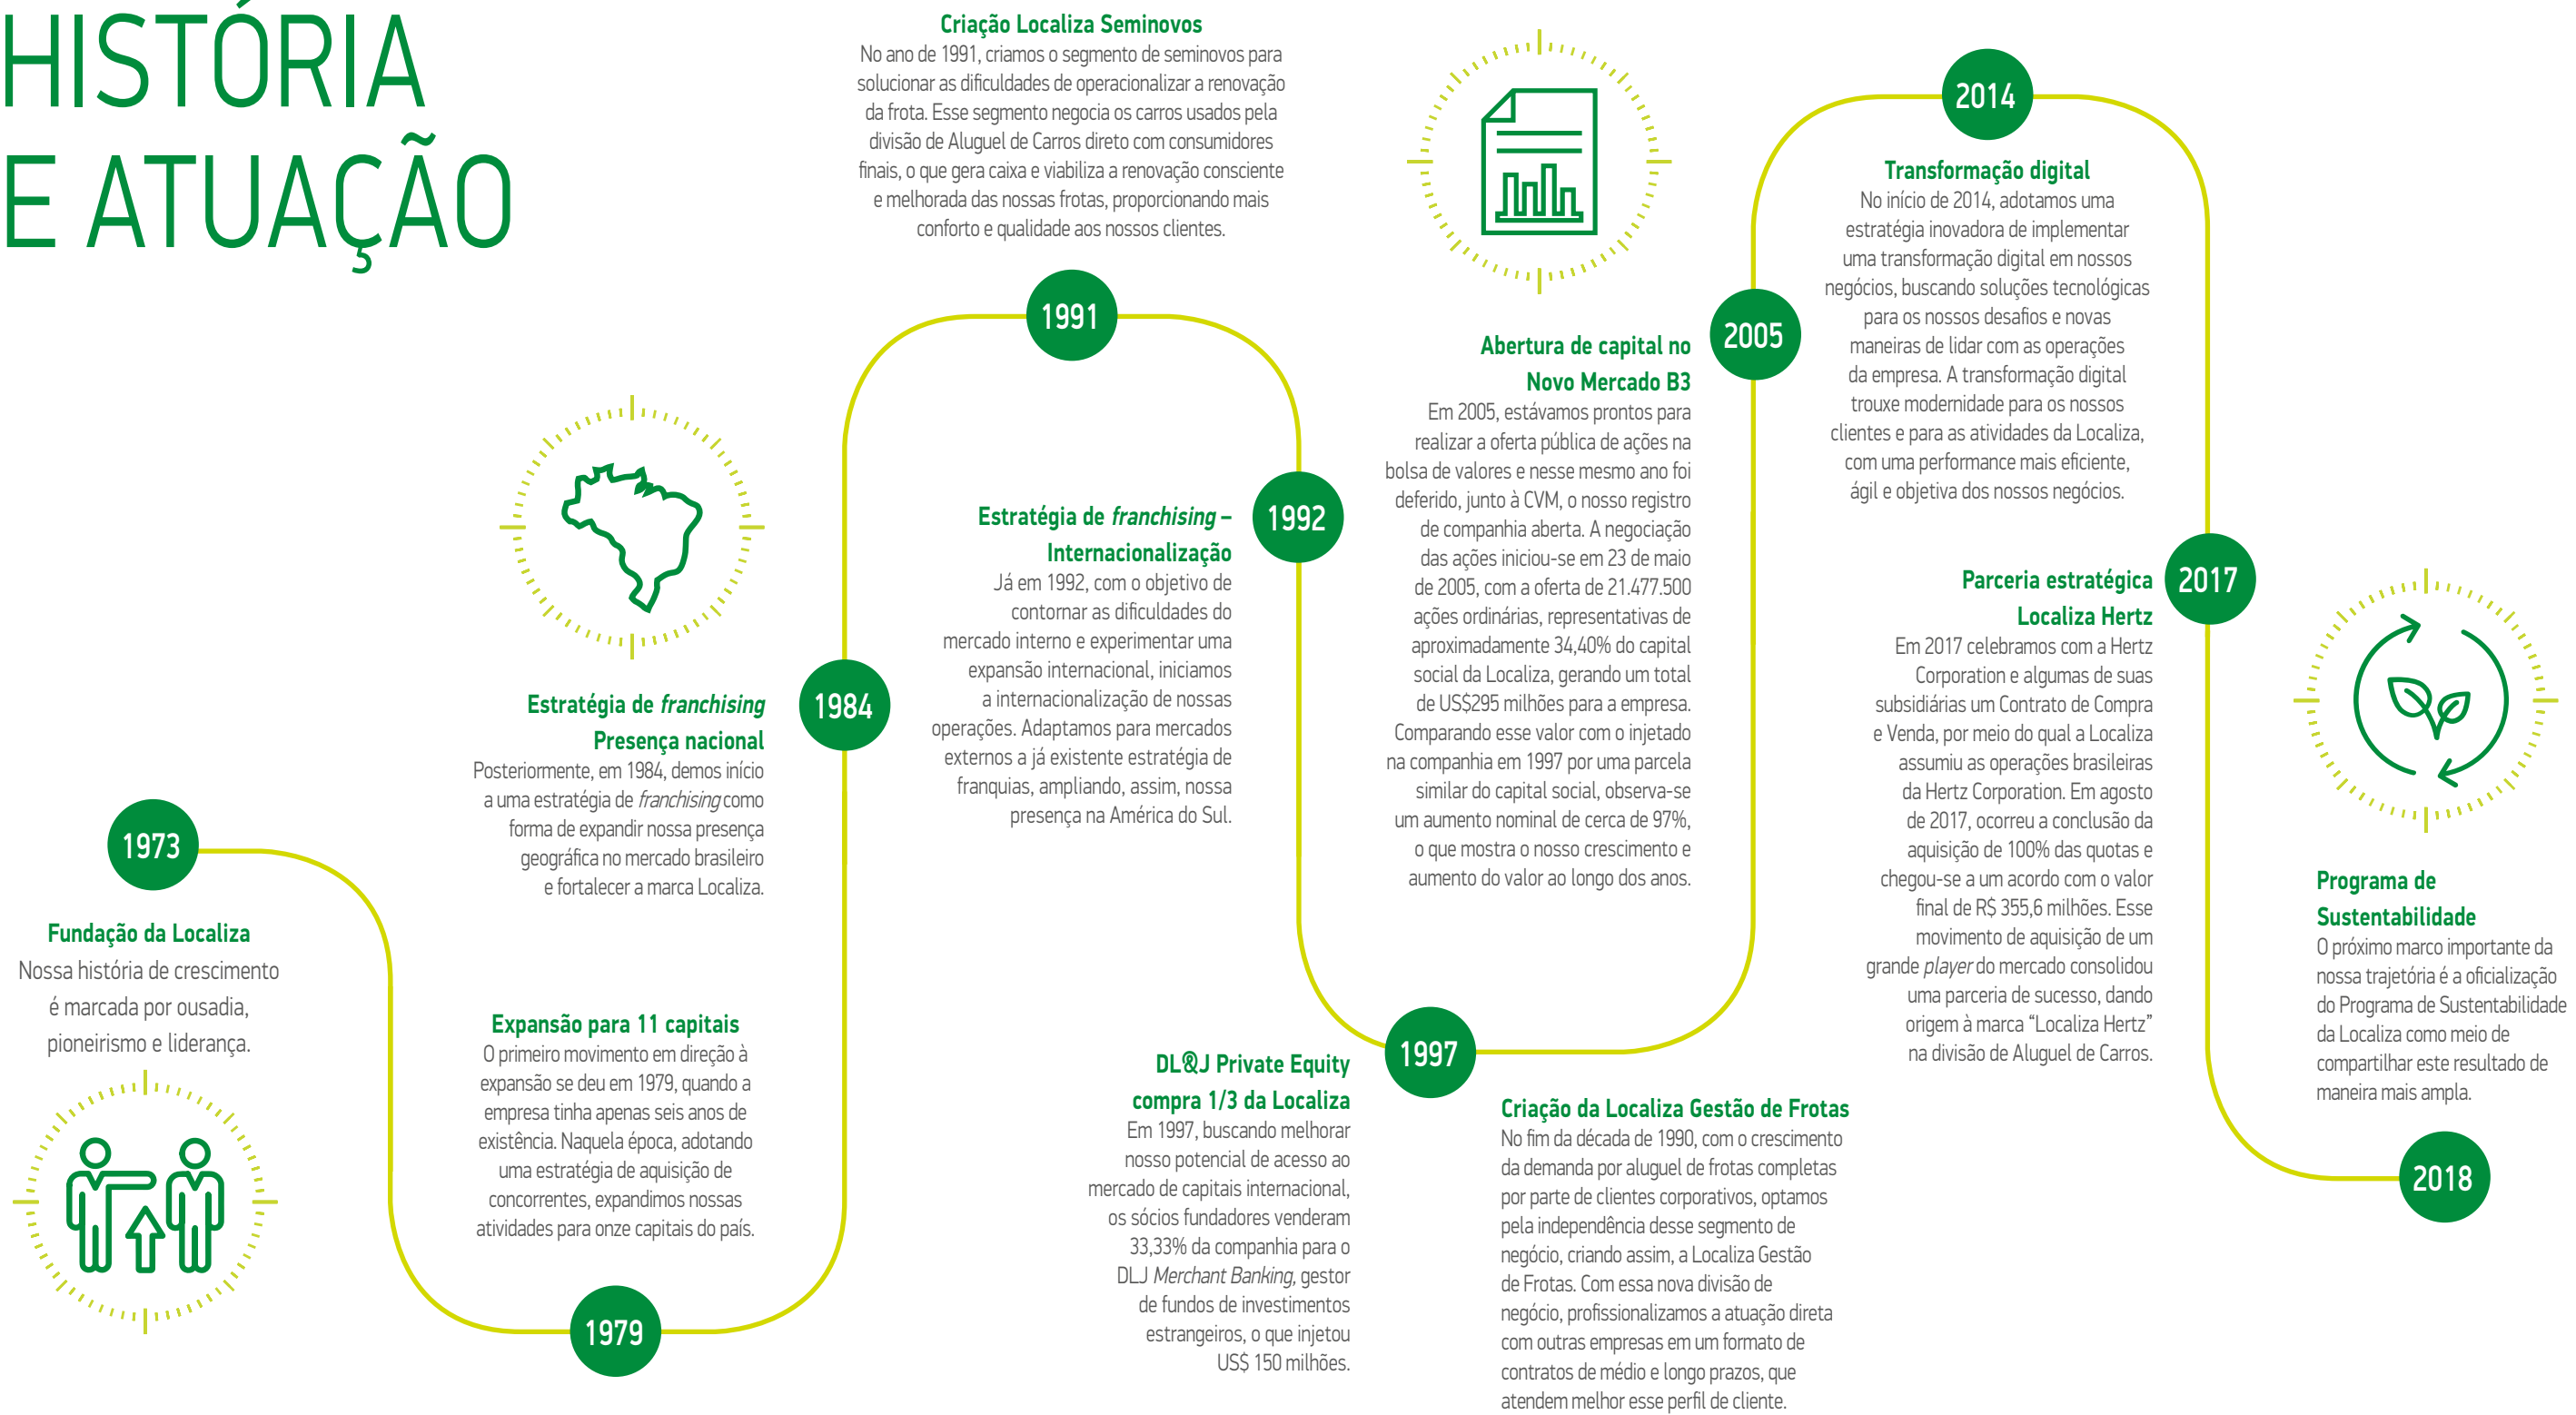 HISTÓRIA
E ATUAÇÃO
1973
Fundação da Localiza
Nossa história de crescimento
é marcada por ousadia,
pioneirismo e liderança.
Expansão para 11 capitais
O primeiro movimento em direção à
expansão se deu em 1979, quando a
empresa tinha apenas seis anos de
existência. Naquela época, adotando
uma estratégia de aquisição de
concorrentes, expandimos nossas
atividades para onze capitais do país.
1979
Estratégia de franchising
Presença nacional
Posteriormente, em 1984, demos início
a uma estratégia de franchising como
forma de expandir nossa presença
geográfica no mercado brasileiro
e fortalecer a marca Localiza.
1984
Criação Localiza Seminovos
No ano de 1991, criamos o segmento de seminovos para
solucionar as dificuldades de operacionalizar a renovação
da frota. Esse segmento negocia os carros usados pela
divisão de Aluguel de Carros direto com consumidores
finais, o que gera caixa e viabiliza a renovação consciente
e melhorada das nossas frotas, proporcionando mais
conforto e qualidade aos nossos clientes.
1991
Estratégia de franchising –
Internacionalização
Já em 1992, com o objetivo de
contornar as dificuldades do
mercado interno e experimentar uma
expansão internacional, iniciamos
a internacionalização de nossas
operações. Adaptamos para mercados
externos a já existente estratégia de
franquias, ampliando, assim, nossa
presença na América do Sul.
1992
DL&J Private Equity
compra 1/3 da Localiza
Em 1997, buscando melhorar
nosso potencial de acesso ao
mercado de capitais internacional,
os sócios fundadores venderam
33,33% da companhia para o
DLJ Merchant Banking, gestor
de fundos de investimentos
estrangeiros, o que injetou
US$ 150 milhões.
1997
Criação da Localiza Gestão de Frotas
No fim da década de 1990, com o crescimento
da demanda por aluguel de frotas completas
por parte de clientes corporativos, optamos
pela independência desse segmento de
negócio, criando assim, a Localiza Gestão
de Frotas. Com essa nova divisão de
negócio, profissionalizamos a atuação direta
com outras empresas em um formato de
contratos de médio e longo prazos, que
atendem melhor esse perfil de cliente.
Abertura de capital no
Novo Mercado B3
Em 2005, estávamos prontos para
realizar a oferta pública de ações na
bolsa de valores e nesse mesmo ano foi
deferido, junto à CVM, o nosso registro
de companhia aberta. A negociação
das ações iniciou-se em 23 de maio
de 2005, com a oferta de 21.477.500
ações ordinárias, representativas de
aproximadamente 34,40% do capital
social da Localiza, gerando um total
de US$295 milhões para a empresa.
Comparando esse valor com o injetado
na companhia em 1997 por uma parcela
similar do capital social, observa-se
um aumento nominal de cerca de 97%,
o que mostra o nosso crescimento e
aumento do valor ao longo dos anos.
2005
2014
Transformação digital
No início de 2014, adotamos uma
estratégia inovadora de implementar
uma transformação digital em nossos
negócios, buscando soluções tecnológicas
para os nossos desafios e novas
maneiras de lidar com as operações
da empresa. A transformação digital
trouxe modernidade para os nossos
clientes e para as atividades da Localiza,
com uma performance mais eficiente,
ágil e objetiva dos nossos negócios.
Parceria estratégica
Localiza Hertz
Em 2017 celebramos com a Hertz
Corporation e algumas de suas
subsidiárias um Contrato de Compra
e Venda, por meio do qual a Localiza
assumiu as operações brasileiras
da Hertz Corporation. Em agosto
de 2017, ocorreu a conclusão da
aquisição de 100% das quotas e
chegou-se a um acordo com o valor
final de R$ 355,6 milhões. Esse
movimento de aquisição de um
grande player do mercado consolidou
uma parceria de sucesso, dando
origem à marca “Localiza Hertz”
na divisão de Aluguel de Carros.
2017
Programa de
Sustentabilidade
O próximo marco importante da
nossa trajetória é a oficialização
do Programa de Sustentabilidade
da Localiza como meio de
compartilhar este resultado de
maneira mais ampla.
2018